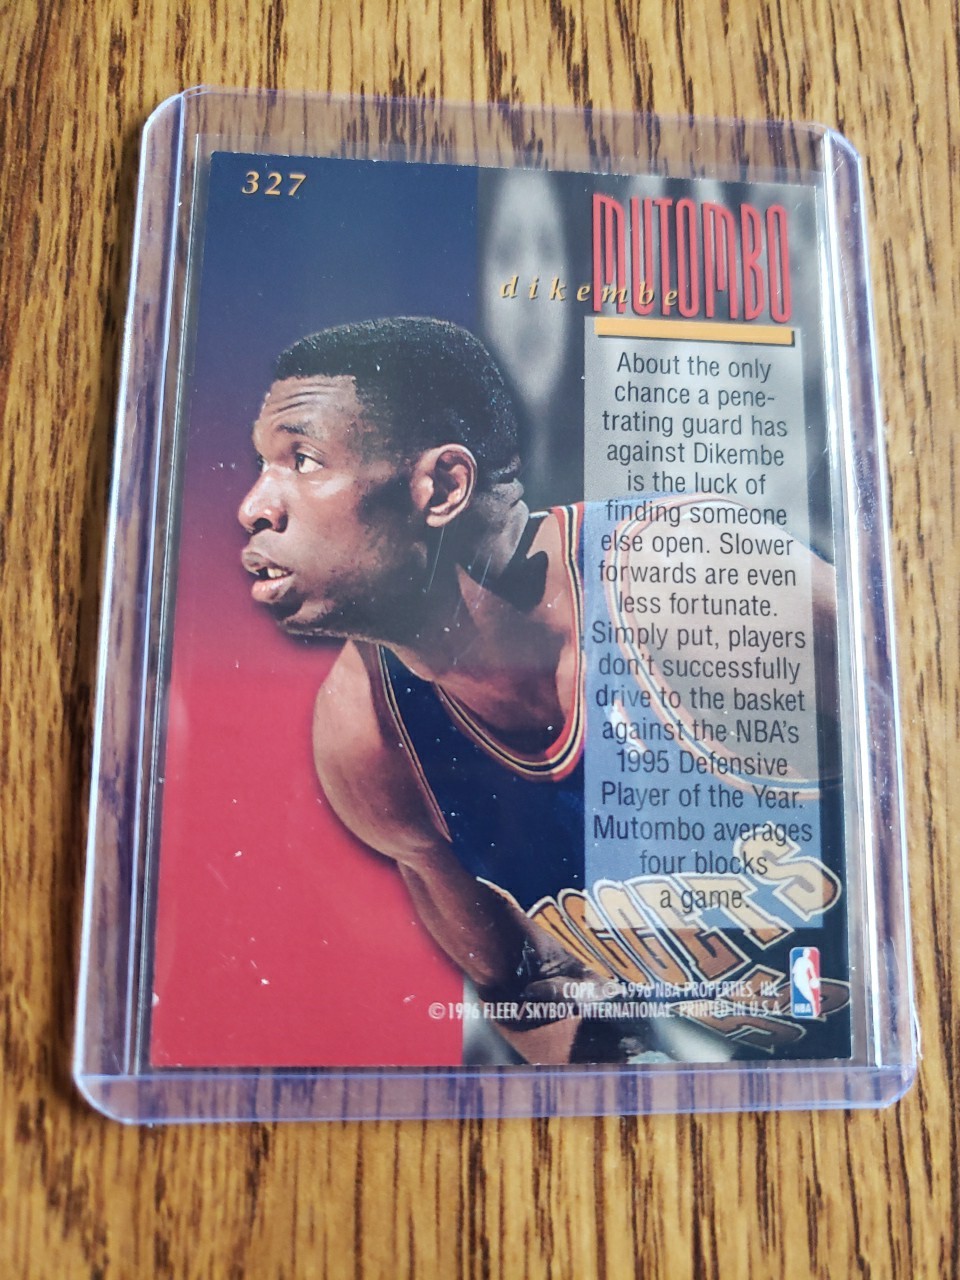 327
MUTOMBO
dikembe
About the only
chance a pene-
trating guard has
against Dikembe
is the luck of
finding someone
else open. Slower
forwards are even
less fortunate.
Simply put, players
don't successfully
drive to the basket
against the NBA's
1995 Defensive
Player of the Year.
Mutombo averages
four blocks
a game.
NUGGETS
COPR. ©1996 NBA PROPERTIES, INC.
©1996 FLEER/SKYBOX INTERNATIONAL. PRINTED IN U.S.A.
NBA